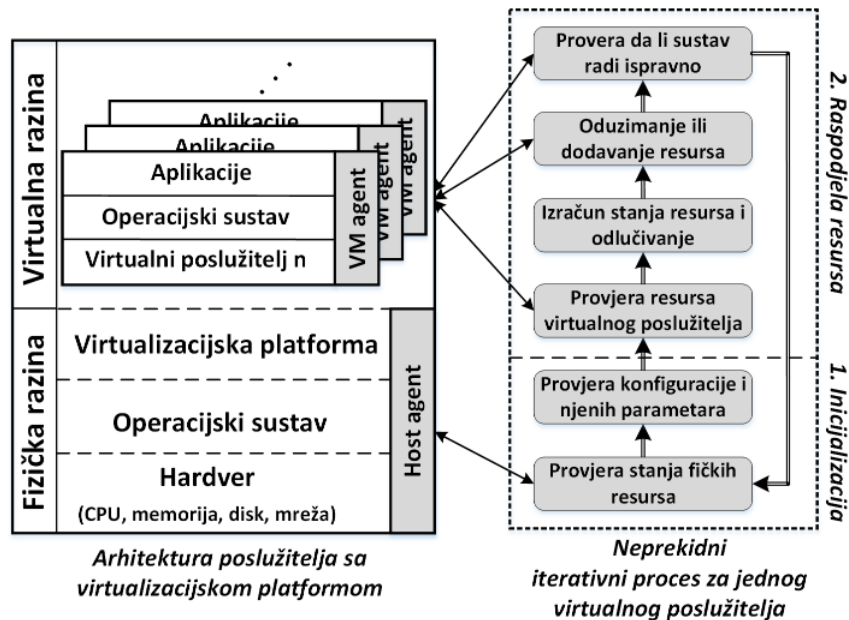 Virtualna razina
. . .
Aplikacije
VM agent
Aplikacije
VM agent
Aplikacije
Operacijski sustav
Virtualni poslužitelj n
VM agent
Fizička razina
Virtualizacijska platforma
Operacijski sustav
Hardver
(CPU, memorija, disk, mreža)
Host agent
Arhitektura poslužitelja sa
virtualizacijskom platformom
Provera da li sustav
radi ispravno
Oduzimanje ili
dodavanje resursa
Izračun stanja resursa i
odlučivanje
Provjera resursa
virtualnog poslužitelja
Provjera konfiguracije i
njenih parametara
Provjera stanja fičkih
resursa
2. Raspodjela resursa
1. Inicijalizacija
Neprekidni
iterativni proces za jednog
virtualnog poslužitelja